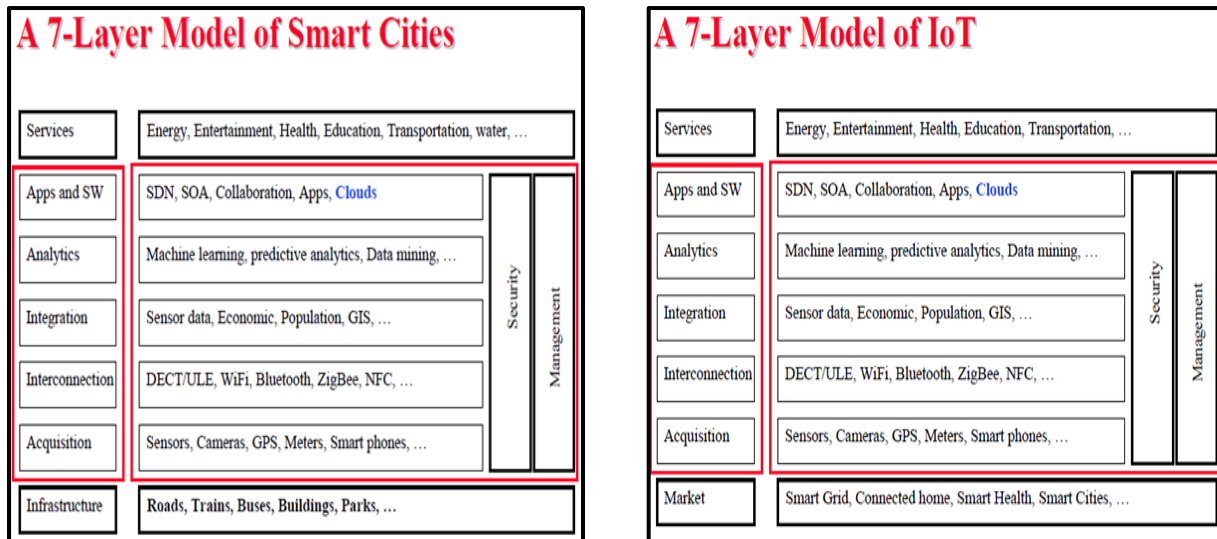 A 7-Layer Model of Smart Cities
Services
Energy, Entertainment, Health, Education, Transportation, water, …
Apps and SW
SDN, SOA, Collaboration, Apps, Clouds
Analytics
Machine learning, predictive analytics, Data mining, …
Integration
Sensor data, Economic, Population, GIS, …
Interconnection
DECT/ULE, WiFi, Bluetooth, ZigBee, NFC, …
Acquisition
Sensors, Cameras, GPS, Meters, Smart phones, …
Security
Management
Infrastructure
Roads, Trains, Buses, Buildings, Parks, …
A 7-Layer Model of IoT
Services
Energy, Entertainment, Health, Education, Transportation, …
Apps and SW
SDN, SOA, Collaboration, Apps, Clouds
Analytics
Machine learning, predictive analytics, Data mining, …
Integration
Sensor data, Economic, Population, GIS, …
Interconnection
DECT/ULE, WiFi, Bluetooth, ZigBee, NFC, …
Acquisition
Sensors, Cameras, GPS, Meters, Smart phones, …
Security
Management
Market
Smart Grid, Connected home, Smart Health, Smart Cities, …